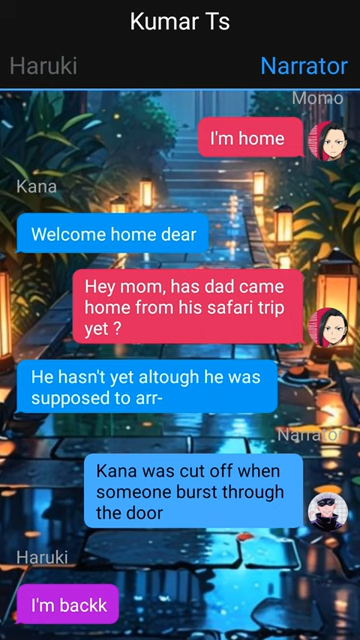 Kumar Ts
Haruki
Narrator
Momo
I'm home
Kana
Welcome home dear
Hey mom, has dad came
home from his safari trip
yet ?
He hasn't yet altough he was
supposed to arr-
Narrato
Kana was cut off when
someone burst through
the door
Haruki
I'm backk